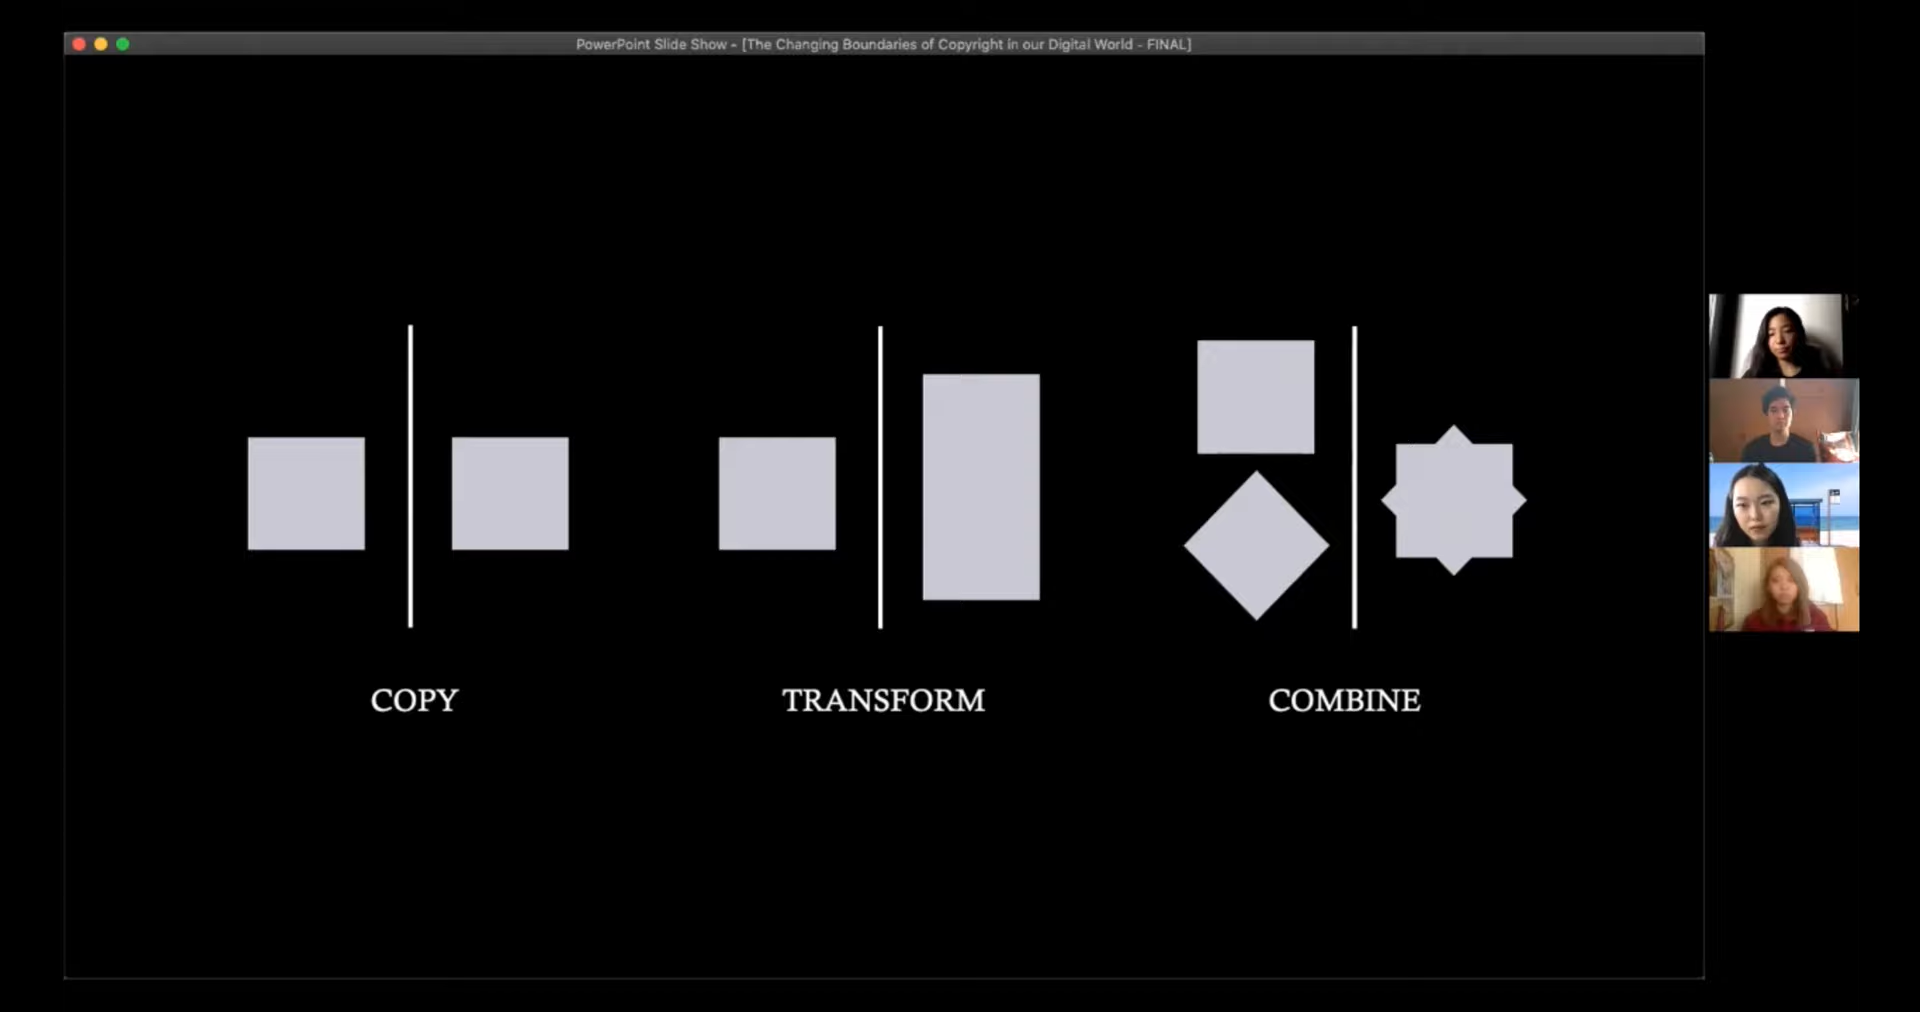 PowerPoint Slide Show - [The Changing Boundaries of Copyright in our Digital World - FINAL]
COPY
TRANSFORM
COMBINE